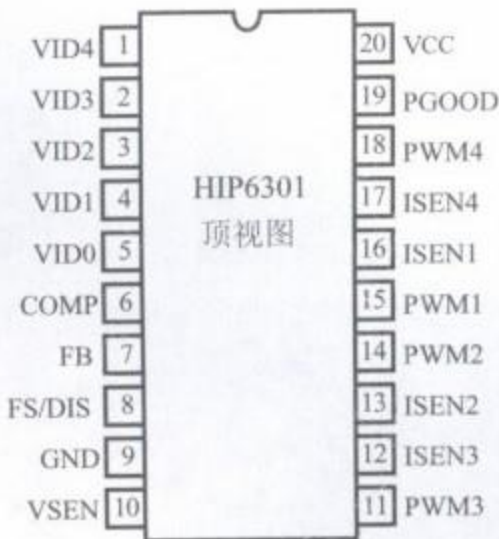 VID4 1 20 VCC
VID3 2 19 PGOOD
VID2 3 18 PWM4
VID1 4 17 ISEN4
HIP6301
顶视图
VID0 5 16 ISEN1
COMP 6 15 PWM1
FB 7 14 PWM2
FS/DIS 8 13 ISEN2
GND 9 12 ISEN3
VSEN 10 11 PWM3